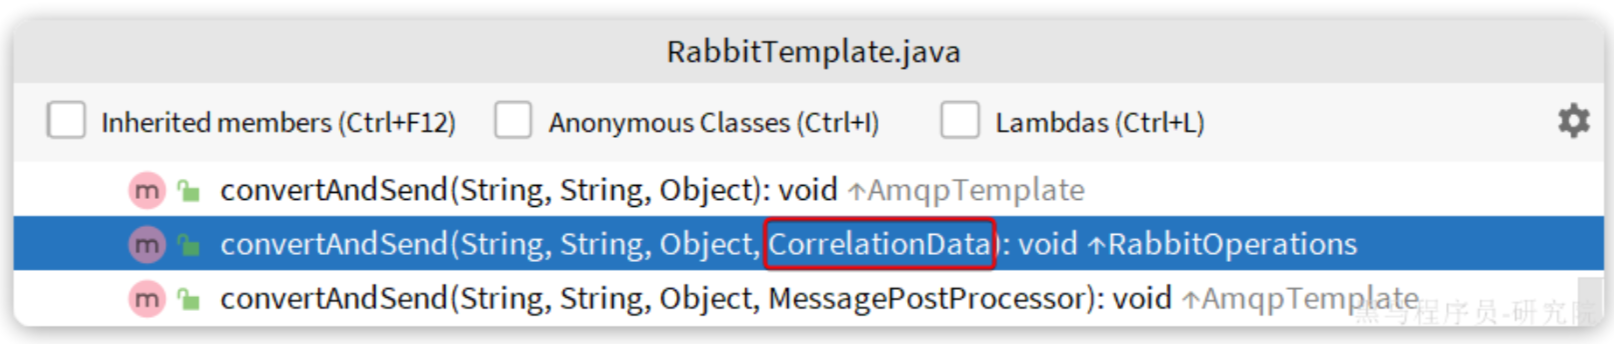 RabbitTemplate.java
Inherited members (Ctrl+F12) Anonymous Classes (Ctrl+I) Lambdas (Ctrl+L)
m convertAndSend(String, String, Object): void ↑AmqpTemplate
m convertAndSend(String, String, Object, CorrelationData): void ↑RabbitOperations
m convertAndSend(String, String, Object, MessagePostProcessor): void ↑AmqpTemplate
黑马程序员-研究院